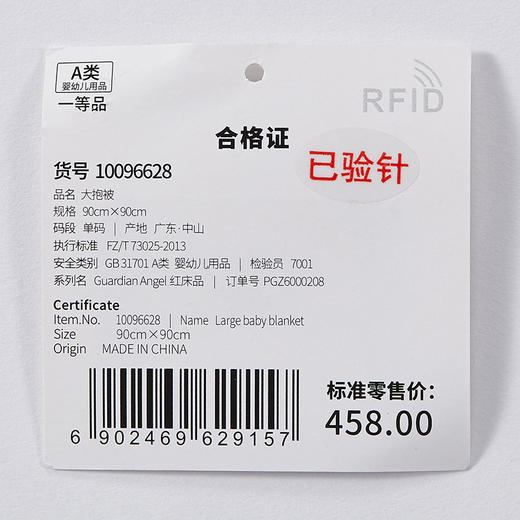 A类
婴幼儿用品
一等品
RFID
合格证
已验针
货号 10096628
品名 大抱被
规格 90cm×90cm
码段 单码 | 产地 广东·中山
执行标准 FZ/T 73025-2013
安全类别 GB 31701 A类 婴幼儿用品 | 检验员 7001
系列名 Guardian Angel 红床品 | 订单号 PGZ6000208
Certificate
Item.No. 10096628 | Name Large baby blanket
Size 90cm×90cm
Origin MADE IN CHINA
标准零售价:
458.00
6 902469 629157